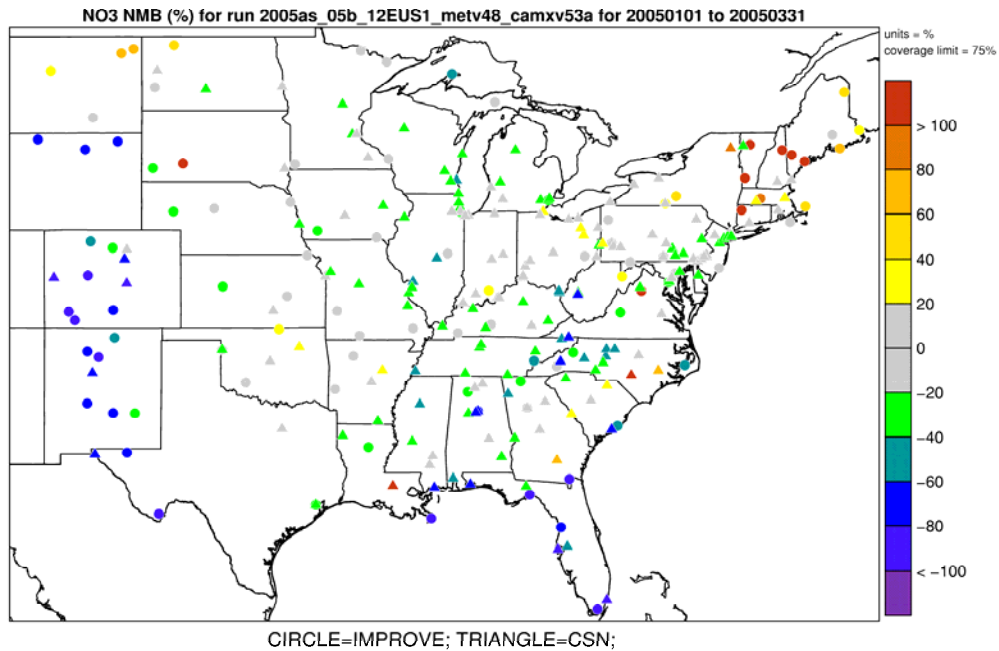 NO3 NMB (%) for run 2005as_05b_12EUS1_metv48_camxv53a for 20050101 to 20050331
units = %
coverage limit = 75%
> 100
80
60
40
20
0
−20
−40
−60
−80
< −100
CIRCLE=IMPROVE; TRIANGLE=CSN;